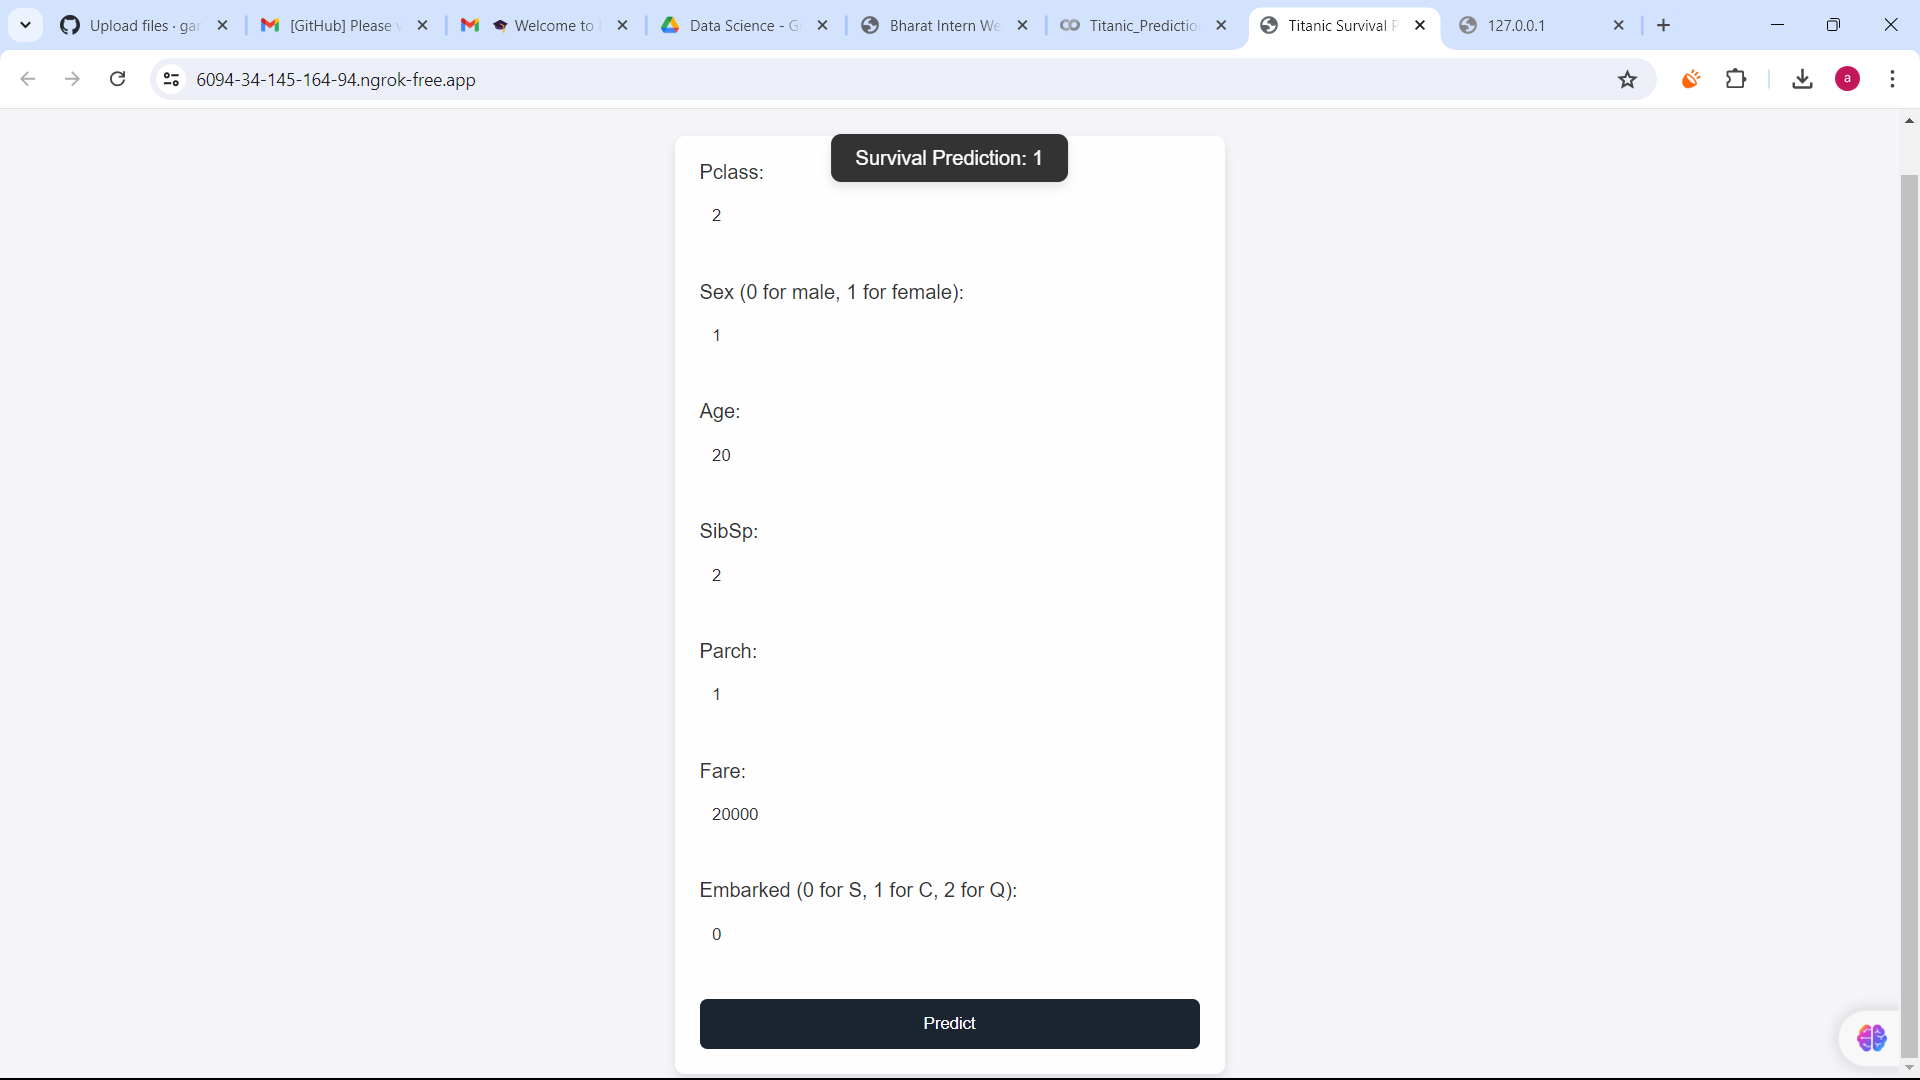 Upload files · gar
[GitHub] Please v
🎓 Welcome to
Data Science - G
Bharat Intern We
Titanic_Predictio
Titanic Survival P
127.0.0.1
6094-34-145-164-94.ngrok-free.app
a
Survival Prediction: 1
Pclass:
2
Sex (0 for male, 1 for female):
1
Age:
20
SibSp:
2
Parch:
1
Fare:
20000
Embarked (0 for S, 1 for C, 2 for Q):
0
Predict